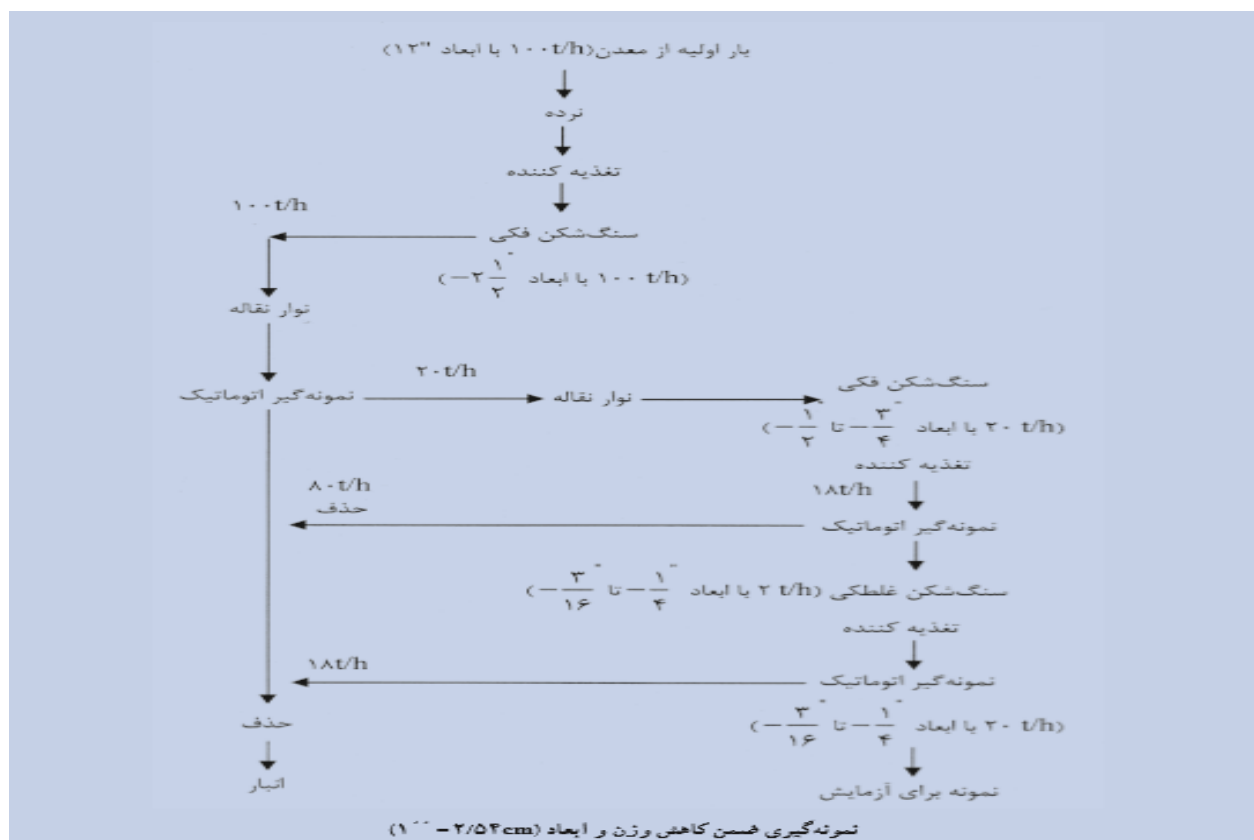 بار اولیه از معدن(۱۰۰t/h با ابعاد "۱۲)
نرده
تغذیه کننده
۱۰۰t/h
سنگ‌شکن فکی
(۱۰۰ t/h با ابعاد ۲ ۱/۲"−)
نوار نقاله
۲۰t/h
سنگ‌شکن فکی
نمونه‌گیر اتوماتیک
نوار نقاله
(۲۰ t/h با ابعاد ۳/۴"− تا ۱/۲"−)
تغذیه کننده
۸۰t/h
۱۸t/h
حذف
نمونه‌گیر اتوماتیک
سنگ‌شکن غلطکی (۲ t/h با ابعاد ۱/۴"− تا ۳/۱۶"−)
تغذیه کننده
۱۸t/h
نمونه‌گیر اتوماتیک
حذف
(۲۰ t/h با ابعاد ۱/۴"− تا ۳/۱۶"−)
انبار
نمونه برای آزمایش
نمونه‌گیری ضمن کاهش وزن و ابعاد (۲/۵۴cm − ۱´´)